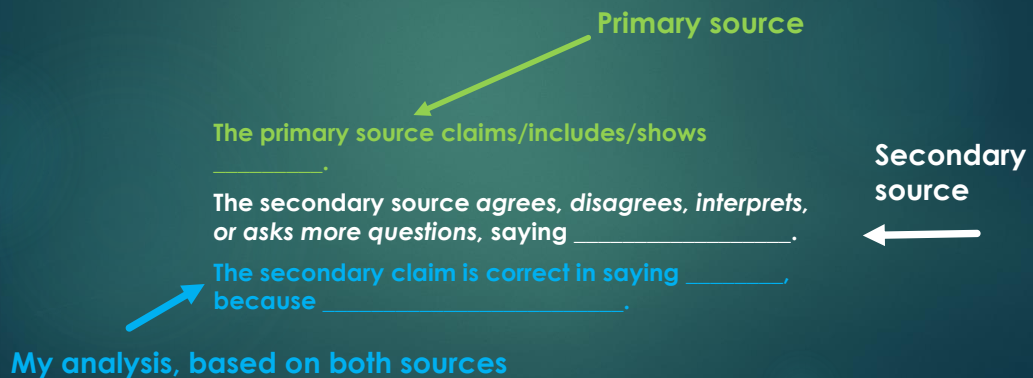 Primary source
The primary source claims/includes/shows
_________.
Secondary
source
The secondary source agrees, disagrees, interprets,
or asks more questions, saying __________________.
The secondary claim is correct in saying ________,
because _________________________.
My analysis, based on both sources